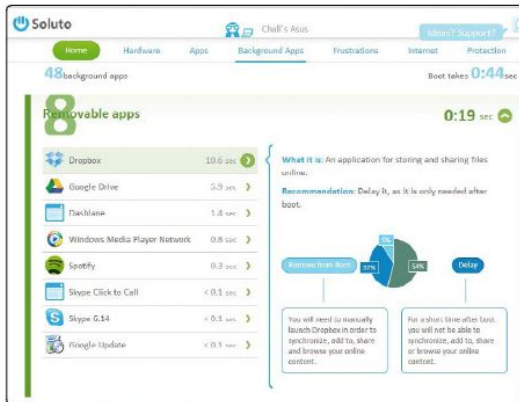 Soluto
Chali's Asus
Ideas? Support?
Home Hardware Apps Background Apps Frustrations Internet Protection
48 background apps
Boot takes 0:44 sec
8
Removable apps
0:19 sec
Dropbox 10.6 sec
Google Drive 5.9 sec
Dashlane 1.4 sec
Windows Media Player Network 0.8 sec
Spotify 0.3 sec
Skype Click to Call < 0.1 sec
Skype 6.14 < 0.1 sec
Google Update < 0.1 sec
What it is: An application for storing and sharing files
online.
Recommendation: Delay it, as it is only needed after
boot.
Remove from Boot
37%
54%
Delay
You will need to manually
launch Dropbox in order to
synchronize, add to, share
and browse your online
content.
For a short time after boot
you will not be able to
synchronize, add to, share
or browse your online
content.